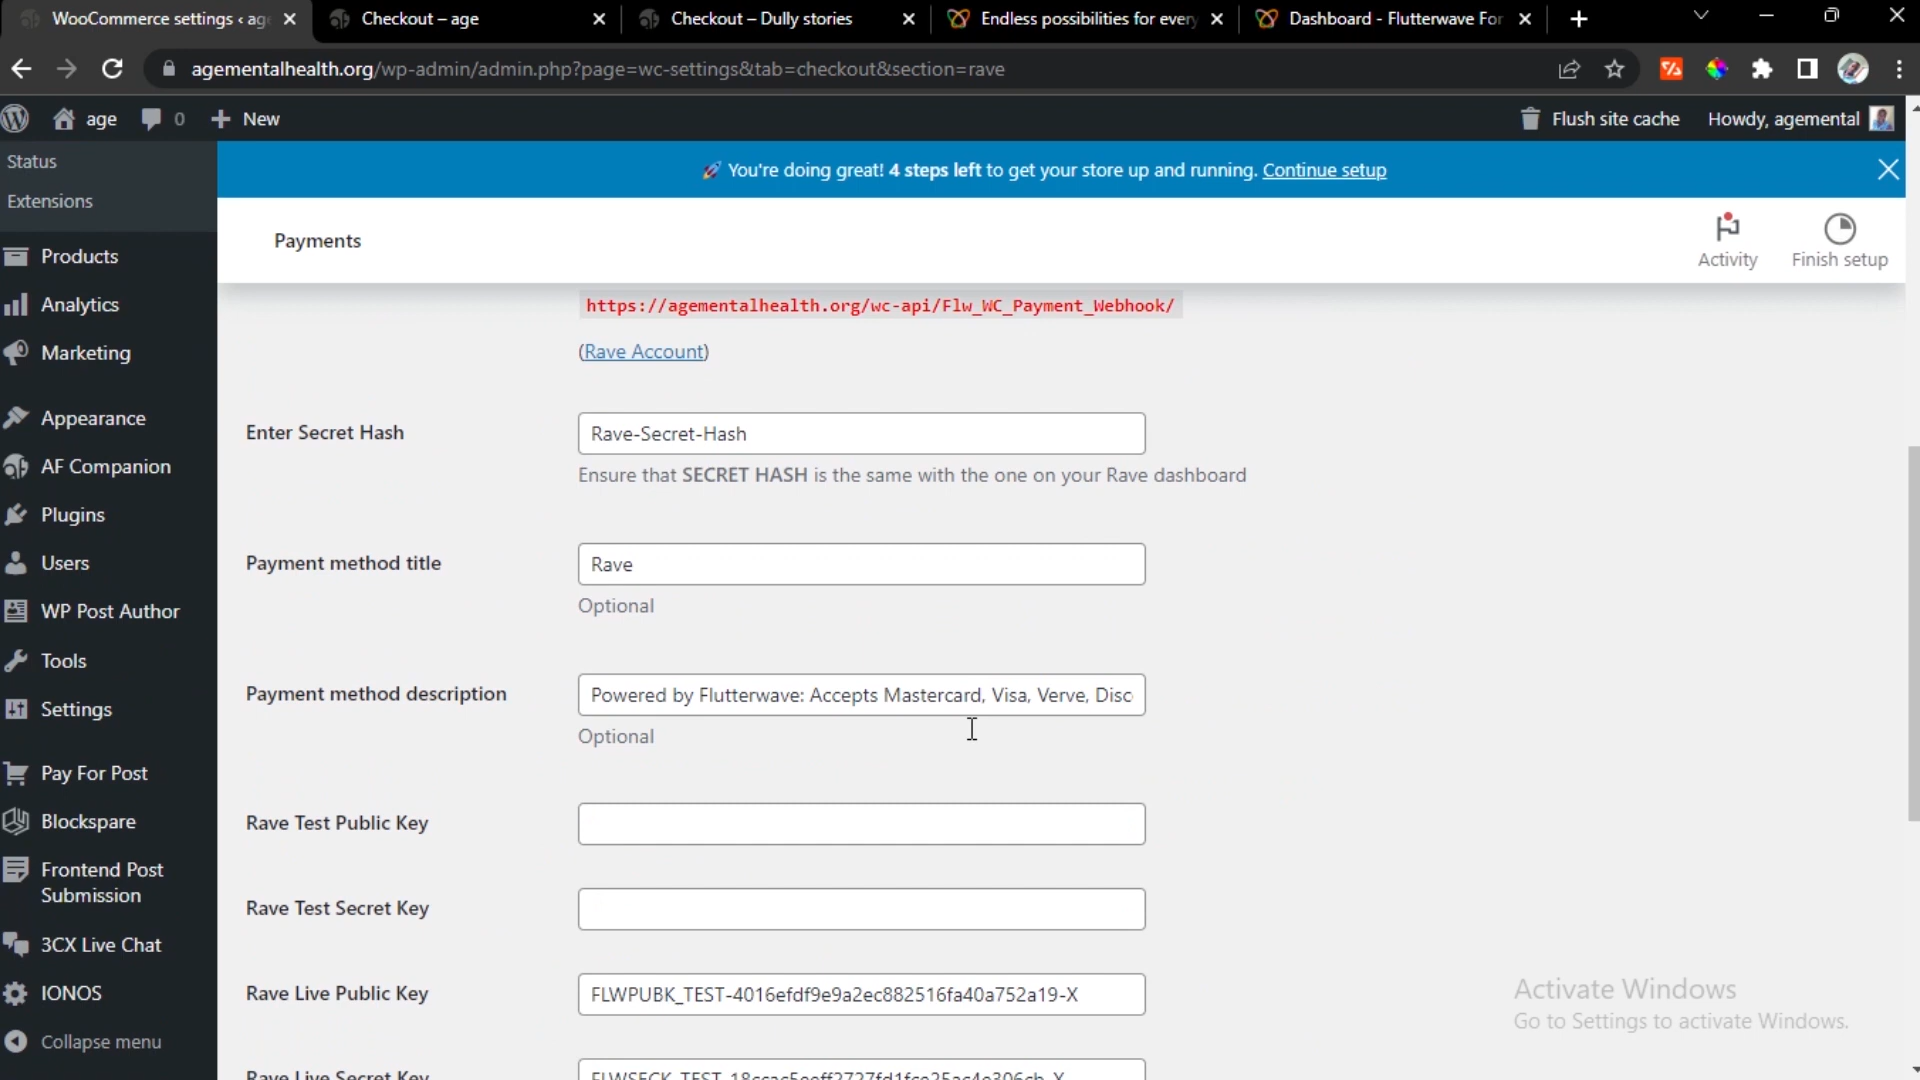 WooCommerce settings ‹ age
Checkout – age
Checkout – Dully stories
Endless possibilities for every
Dashboard - Flutterwave For
agementalhealth.org/wp-admin/admin.php?page=wc-settings&tab=checkout&section=rave
age
0
New
Flush site cache
Howdy, agemental
Status
Extensions
Products
Analytics
Marketing
Appearance
AF Companion
Plugins
Users
WP Post Author
Tools
Settings
Pay For Post
Blockspare
Frontend Post
Submission
3CX Live Chat
IONOS
Collapse menu
🚀 You're doing great! 4 steps left to get your store up and running. Continue setup
Payments
Activity
Finish setup
https://agementalhealth.org/wc-api/Flw_WC_Payment_Webhook/
(Rave Account)
Enter Secret Hash
Rave-Secret-Hash
Ensure that SECRET HASH is the same with the one on your Rave dashboard
Payment method title
Rave
Optional
Payment method description
Powered by Flutterwave: Accepts Mastercard, Visa, Verve, Disc
Optional
Rave Test Public Key
Rave Test Secret Key
Rave Live Public Key
FLWPUBK_TEST-4016efdf9e9a2ec882516fa40a752a19-X
Rave Live Secret Key
Activate Windows
Go to Settings to activate Windows.